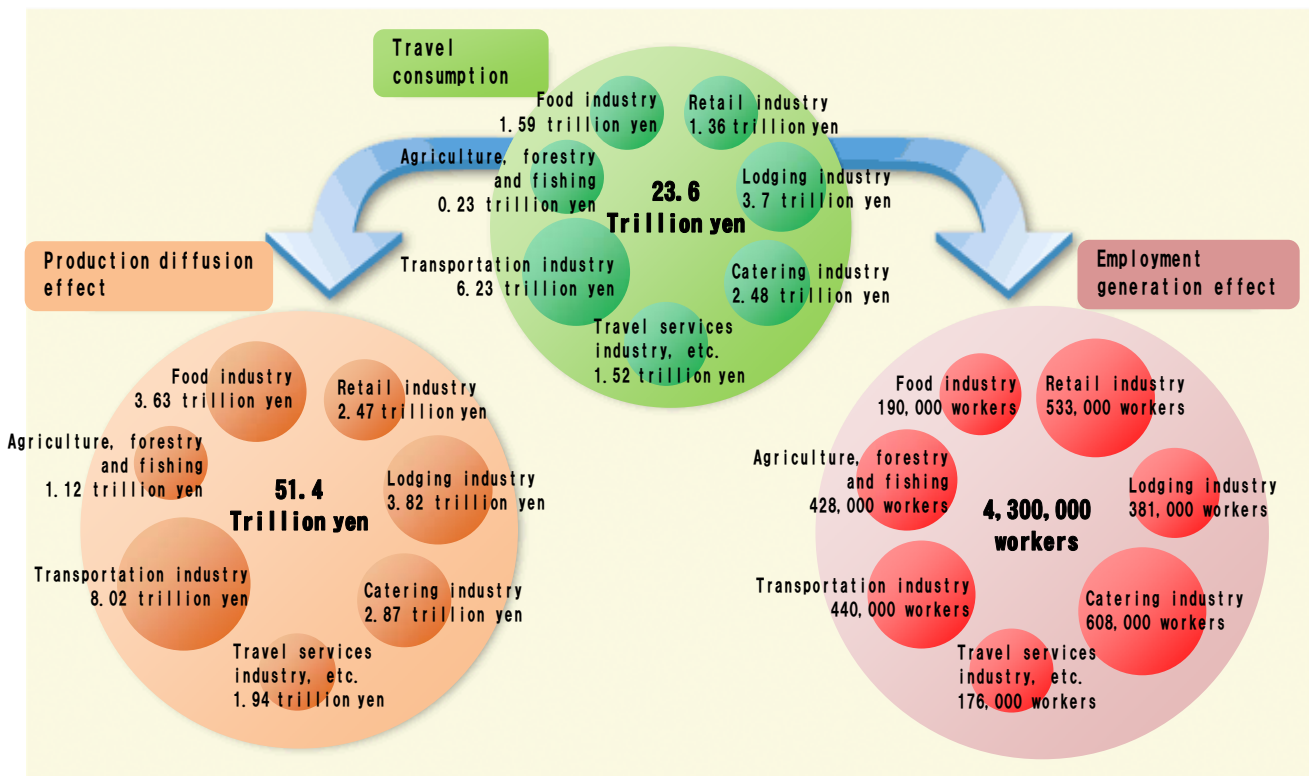 Travel
consumption
Food industry
1.59 trillion yen
Retail industry
1.36 trillion yen
Agriculture, forestry
and fishing
0.23 trillion yen
Lodging industry
3.7 trillion yen
23.6
Trillion yen
Transportation industry
6.23 trillion yen
Catering industry
2.48 trillion yen
Travel services
industry, etc.
1.52 trillion yen
Production diffusion
effect
Food industry
3.63 trillion yen
Retail industry
2.47 trillion yen
Agriculture, forestry
and fishing
1.12 trillion yen
Lodging industry
3.82 trillion yen
51.4
Trillion yen
Transportation industry
8.02 trillion yen
Catering industry
2.87 trillion yen
Travel services
industry, etc.
1.94 trillion yen
Employment
generation effect
Food industry
190,000 workers
Retail industry
533,000 workers
Agriculture, forestry
and fishing
428,000 workers
Lodging industry
381,000 workers
4,300,000
workers
Transportation industry
440,000 workers
Catering industry
608,000 workers
Travel services
industry, etc.
176,000 workers